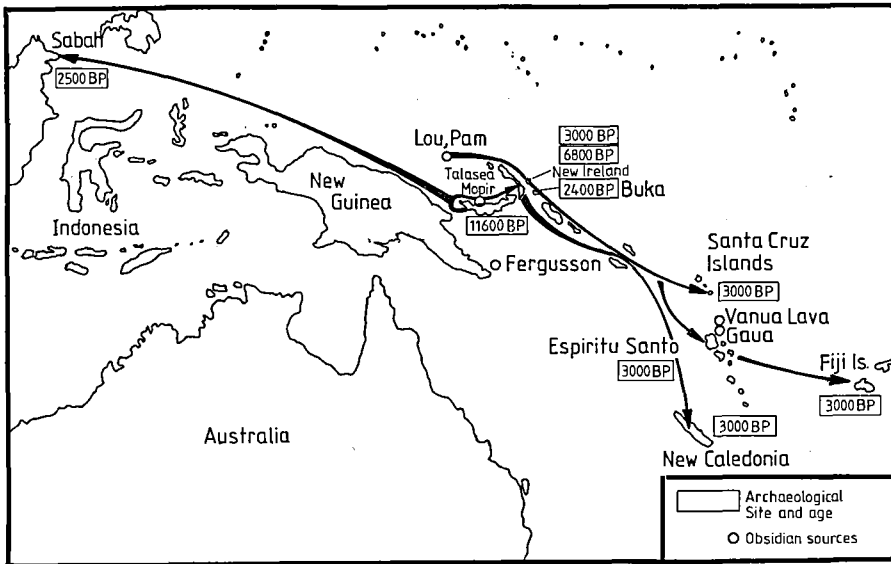 Sabah
2500 BP
Lou, Pam
3000 BP
6800 BP
Talasea
Mopir
New Ireland
2400 BP Buka
New
Guinea
Indonesia
11600 BP
Fergusson
Santa Cruz
Islands
3000 BP
Vanua Lava
Gaua
Espiritu Santo
3000 BP
Fiji Is.
3000 BP
Australia
3000 BP
New Caledonia
Archaeological
Site and age
Obsidian sources